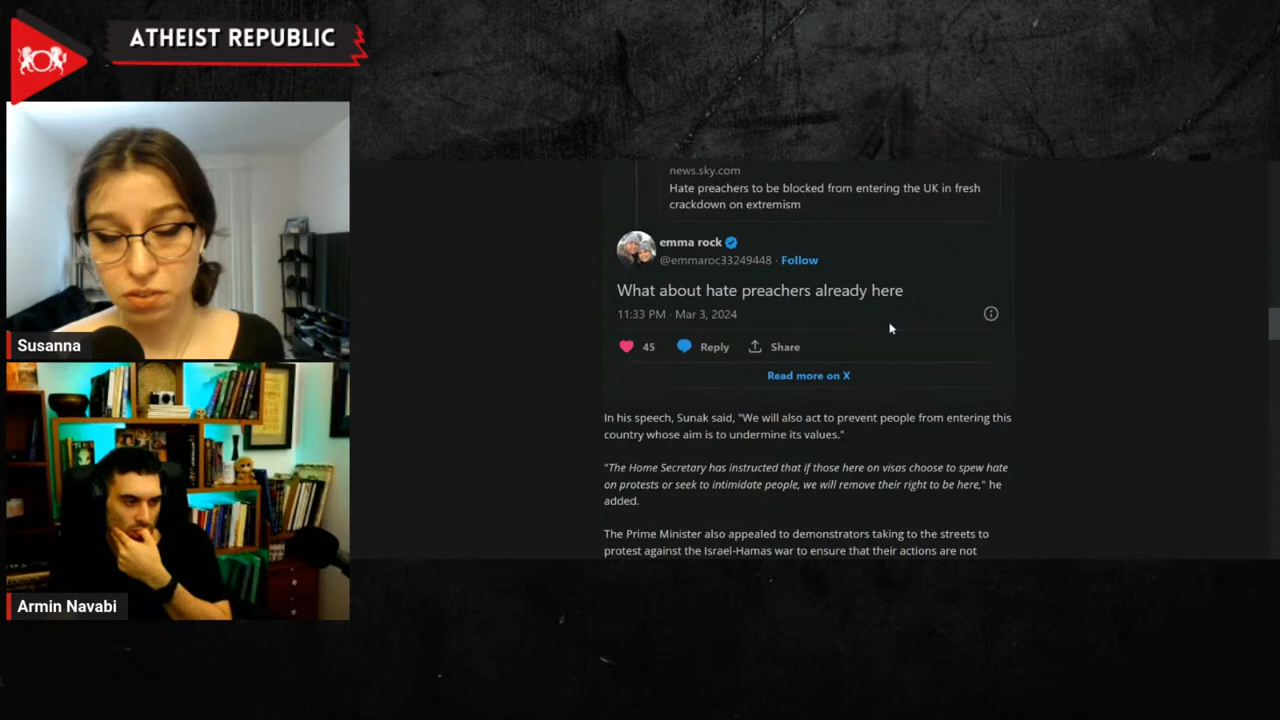 ATHEIST REPUBLIC
Susanna
Armin Navabi
news.sky.com
Hate preachers to be blocked from entering the UK in fresh
crackdown on extremism
emma rock
@emmaroc33249448 · Follow
What about hate preachers already here
11:33 PM · Mar 3, 2024
45 Reply Share
Read more on X
In his speech, Sunak said, "We will also act to prevent people from entering this
country whose aim is to undermine its values."
"The Home Secretary has instructed that if those here on visas choose to spew hate
on protests or seek to intimidate people, we will remove their right to be here," he
added.
The Prime Minister also appealed to demonstrators taking to the streets to
protest against the Israel-Hamas war to ensure that their actions are not